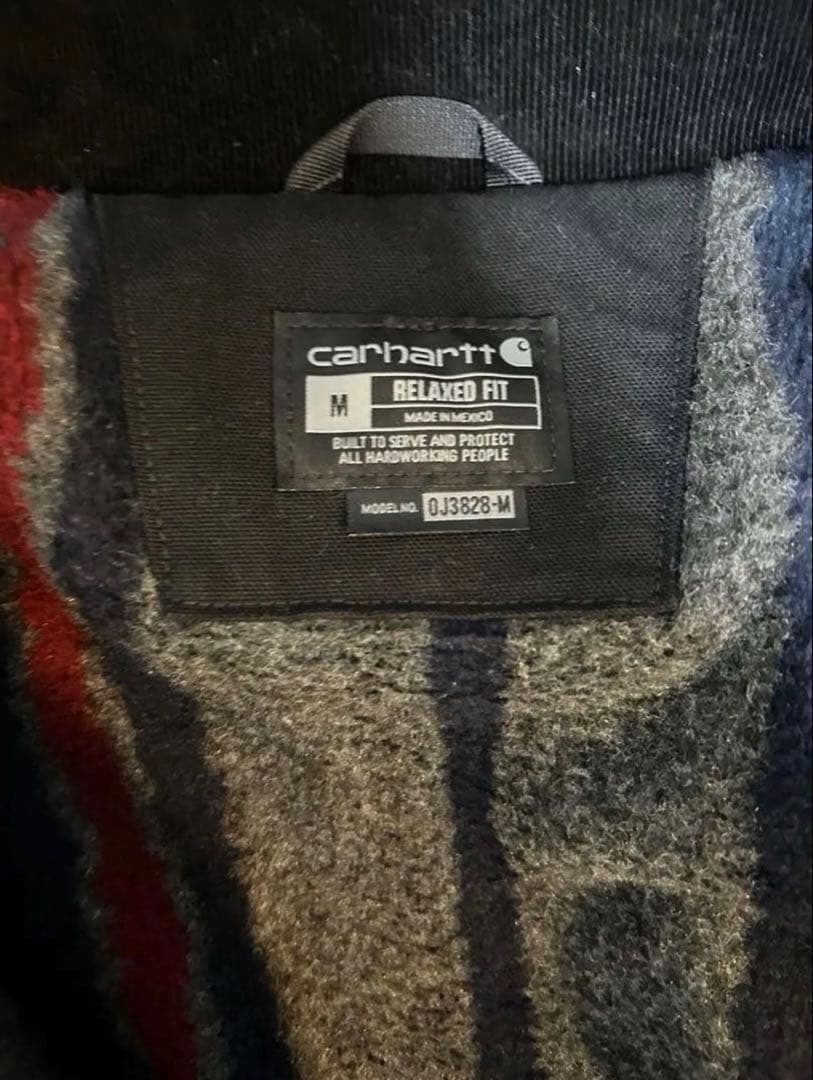 carhartt
M RELAXED FIT
MADE IN MEXICO
BUILT TO SERVE AND PROTECT
ALL HARDWORKING PEOPLE
MODEL NO. OJ3828-M